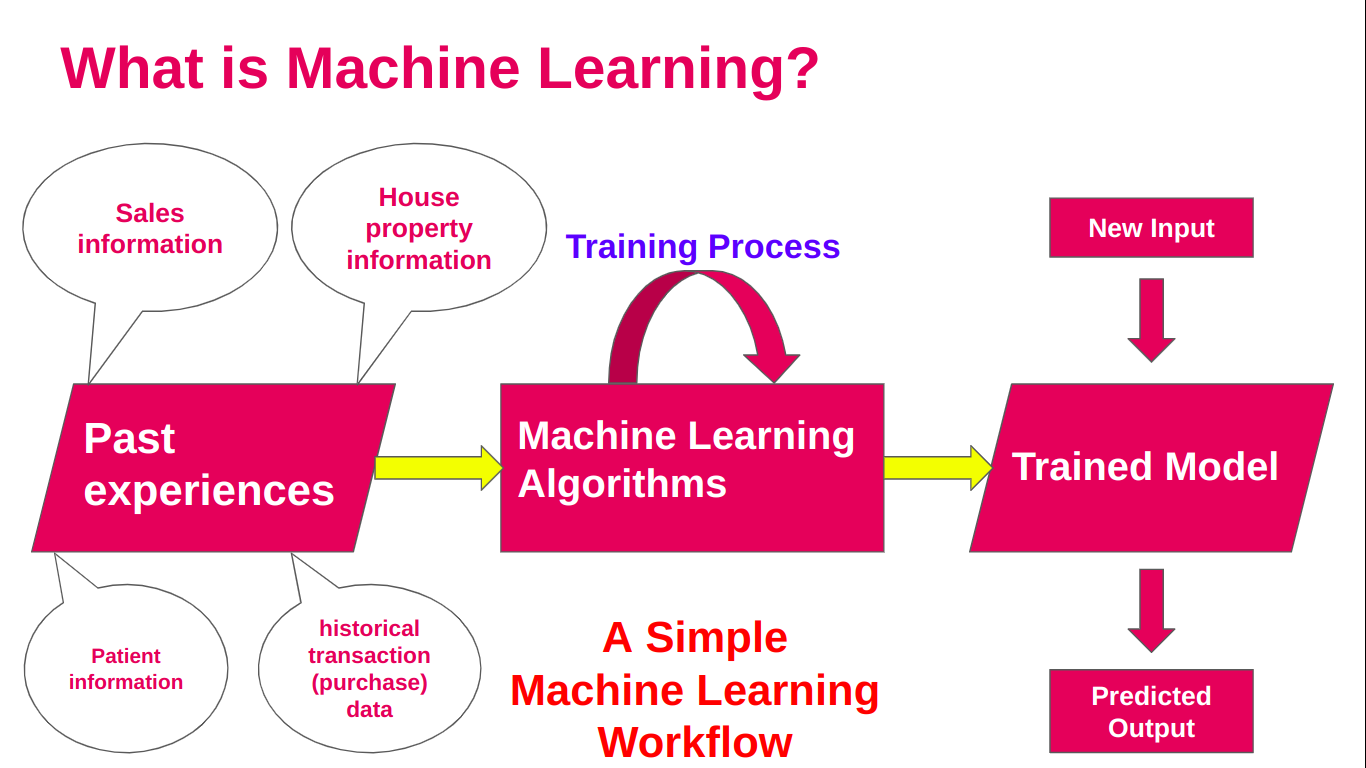 What is Machine Learning?
Sales
information
House
property
information
Training Process
New Input
Past
experiences
Machine Learning
Algorithms
Trained Model
Patient
information
historical
transaction
(purchase)
data
A Simple
Machine Learning
Workflow
Predicted
Output